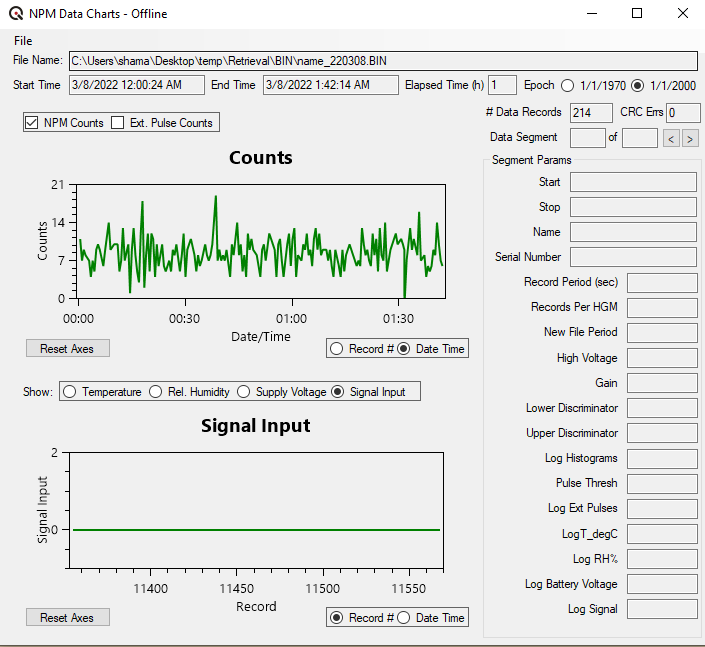 NPM Data Charts - Offline
File
File Name: C:\Users\shama\Desktop\temp\Retrieval\BIN\name_220308.BIN
Start Time 3/8/2022 12:00:24 AM End Time 3/8/2022 1:42:14 AM Elapsed Time (h) 1 Epoch 1/1/1970 1/1/2000
# Data Records 214 CRC Errs 0
NPM Counts Ext. Pulse Counts
Data Segment of < >
Counts
Segment Params
Start
Stop
Name
Serial Number
Record Period (sec)
Records Per HGM
New File Period
High Voltage
Gain
Lower Discriminator
Upper Discriminator
Log Histograms
Pulse Thresh
Log Ext Pulses
LogT_degC
Log RH%
Log Battery Voltage
Log Signal
21
14
7
0
Counts
00:00 00:30 01:00 01:30
Date/Time
Reset Axes Record # Date Time
Show: Temperature Rel. Humidity Supply Voltage Signal Input
Signal Input
2
0
Signal Input
11400 11450 11500 11550
Record
Reset Axes Record # Date Time